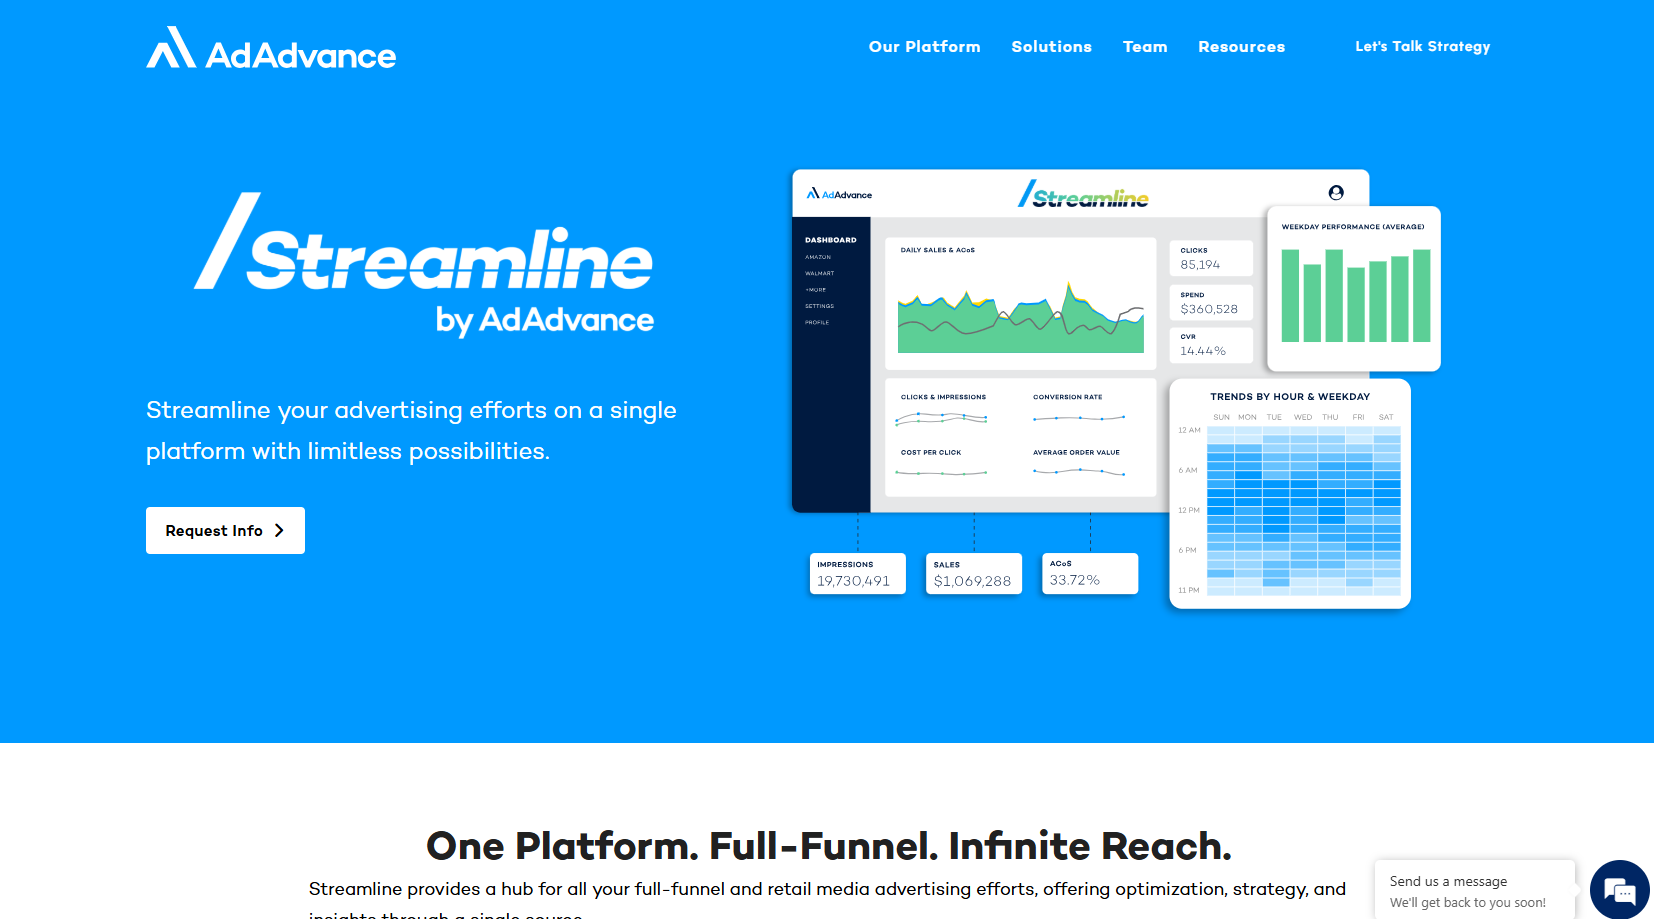 AdAdvance
Our Platform
Solutions
Team
Resources
Let's Talk Strategy
Streamline
by AdAdvance
Streamline your advertising efforts on a single
platform with limitless possibilities.
Request Info
AdAdvance
Streamline
DASHBOARD
AMAZON
WALMART
+MORE
SETTINGS
PROFILE
DAILY SALES & ACoS
CLICKS
85,194
SPEND
$360,528
CVR
14.44%
WEEKDAY PERFORMANCE (AVERAGE)
CLICKS & IMPRESSIONS
CONVERSION RATE
COST PER CLICK
AVERAGE ORDER VALUE
TRENDS BY HOUR & WEEKDAY
SUN MON TUE WED THU FRI SAT
12 AM
6 AM
12 PM
6 PM
11 PM
IMPRESSIONS
19,730,491
SALES
$1,069,288
ACoS
33.72%
One Platform. Full-Funnel. Infinite Reach.
Streamline provides a hub for all your full-funnel and retail media advertising efforts, offering optimization, strategy, and
insights through a single source.
Send us a message
We'll get back to you soon!